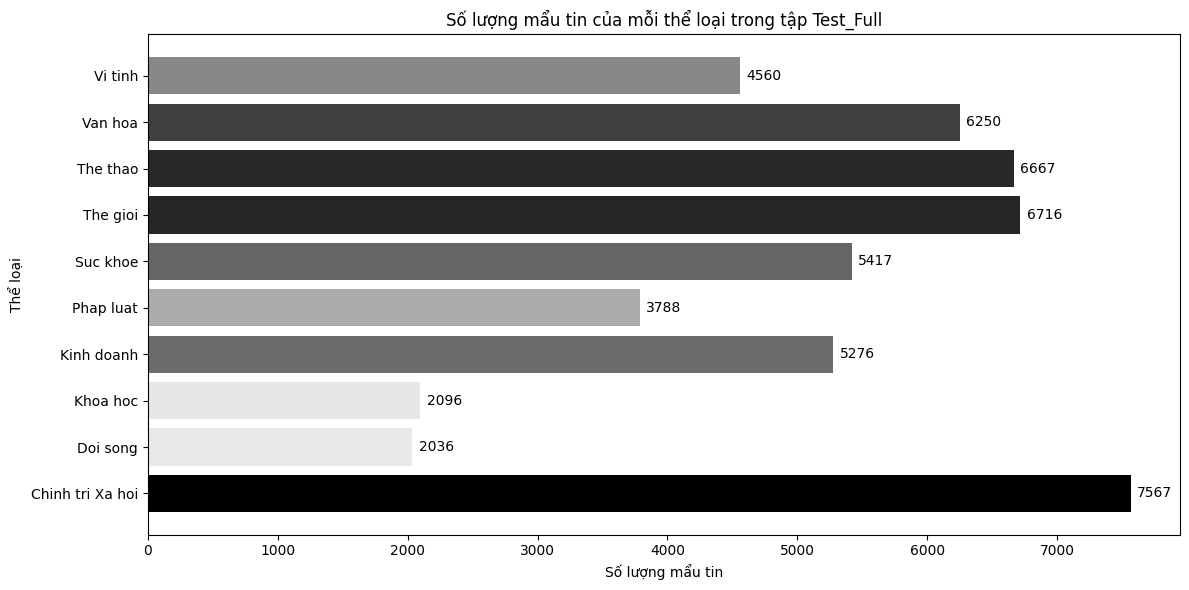 Số lượng mẩu tin của mỗi thể loại trong tập Test_Full
Thể loại
Vi tinh
4560
Van hoa
6250
The thao
6667
The gioi
6716
Suc khoe
5417
Phap luat
3788
Kinh doanh
5276
Khoa hoc
2096
Doi song
2036
Chinh tri Xa hoi
7567
0 1000 2000 3000 4000 5000 6000 7000
Số lượng mẩu tin